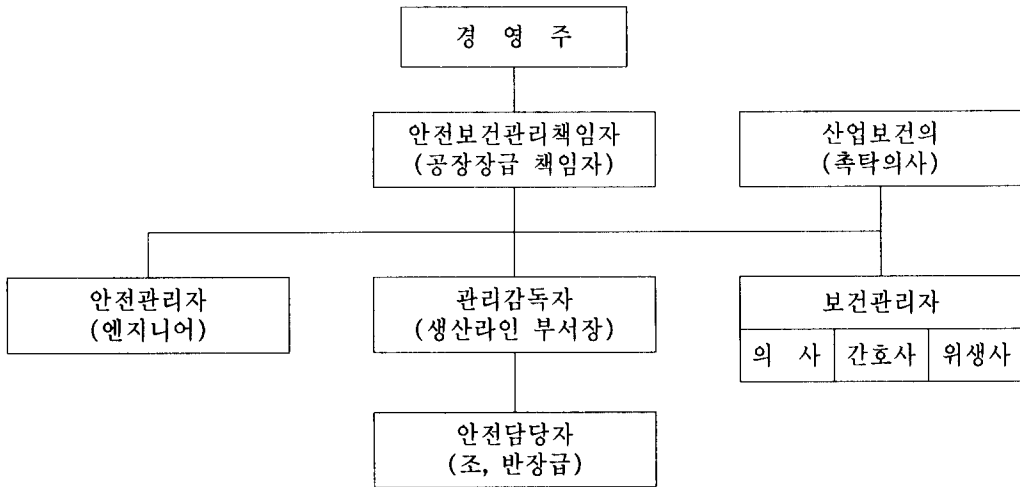 경 영 주
안전보건관리책임자
(공장장급 책임자)
산업보건의
(촉탁의사)
안전관리자
(엔지니어)
관리감독자
(생산라인 부서장)
보건관리자
의 사 간호사 위생사
안전담당자
(조, 반장급)